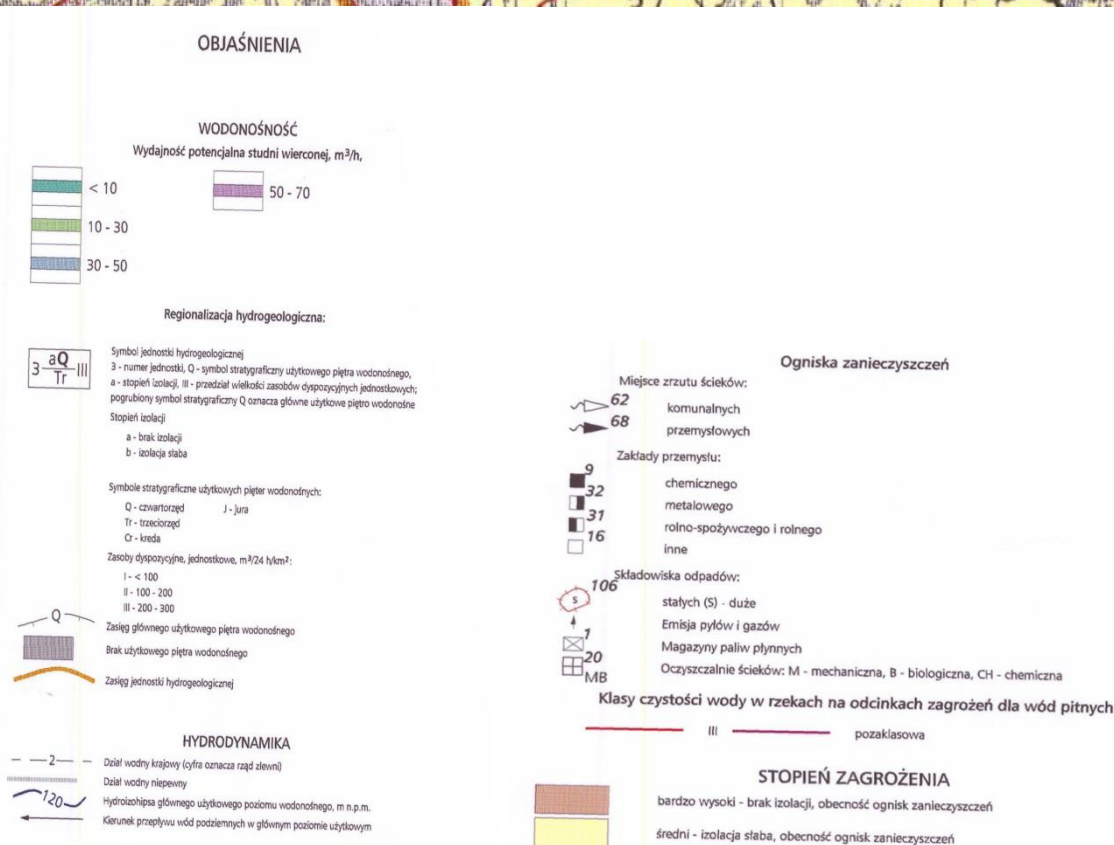 OBJAŚNIENIA
WODONOŚNOŚĆ
Wydajność potencjalna studni wierconej, m³/h,
< 10
10 - 30
30 - 50
50 - 70
Regionalizacja hydrogeologiczna:
3 aQ/Tr III
Symbol jednostki hydrogeologicznej
3 - numer jednostki, Q - symbol stratygraficzny użytkowego piętra wodonośnego,
a - stopień izolacji, III - przedział wielkości zasobów dyspozycyjnych jednostkowych;
pogrubiony symbol stratygraficzny Q oznacza główne użytkowe piętro wodonośne
Stopień izolacji
a - brak izolacji
b - izolacja słaba
Symbole stratygraficzne użytkowych pięter wodonośnych:
Q - czwartorzęd J - jura
Tr - trzeciorzęd
Cr - kreda
Zasoby dyspozycyjne, jednostkowe, m³/24 h/km²:
I - < 100
II - 100 - 200
III - 200 - 300
Q
Zasięg głównego użytkowego piętra wodonośnego
Brak użytkowego piętra wodonośnego
Zasięg jednostki hydrogeologicznej
HYDRODYNAMIKA
2 Dział wodny krajowy (cyfra oznacza rząd zlewni)
Dział wodny niepewny
120 Hydroizohipsa głównego użytkowego poziomu wodonośnego, m n.p.m.
Kierunek przepływu wód podziemnych w głównym poziomie użytkowym
Ogniska zanieczyszczeń
Miejsce zrzutu ścieków:
62 komunalnych
68 przemysłowych
Zakłady przemysłu:
9 chemicznego
32 metalowego
31 rolno-spożywczego i rolnego
16 inne
Składowiska odpadów:
106 S stałych (S) - duże
Emisja pyłów i gazów
1 Magazyny paliw płynnych
20 MB Oczyszczalnie ścieków: M - mechaniczna, B - biologiczna, CH - chemiczna
Klasy czystości wody w rzekach na odcinkach zagrożeń dla wód pitnych
III pozaklasowa
STOPIEŃ ZAGROŻENIA
bardzo wysoki - brak izolacji, obecność ognisk zanieczyszczeń
średni - izolacja słaba, obecność ognisk zanieczyszczeń